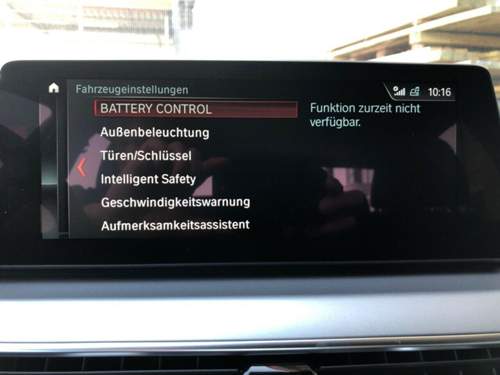 Fahrzeugeinstellungen
10:16
BATTERY CONTROL
Funktion zurzeit nicht
verfügbar.
Außenbeleuchtung
Türen/Schlüssel
Intelligent Safety
Geschwindigkeitswarnung
Aufmerksamkeitsassistent